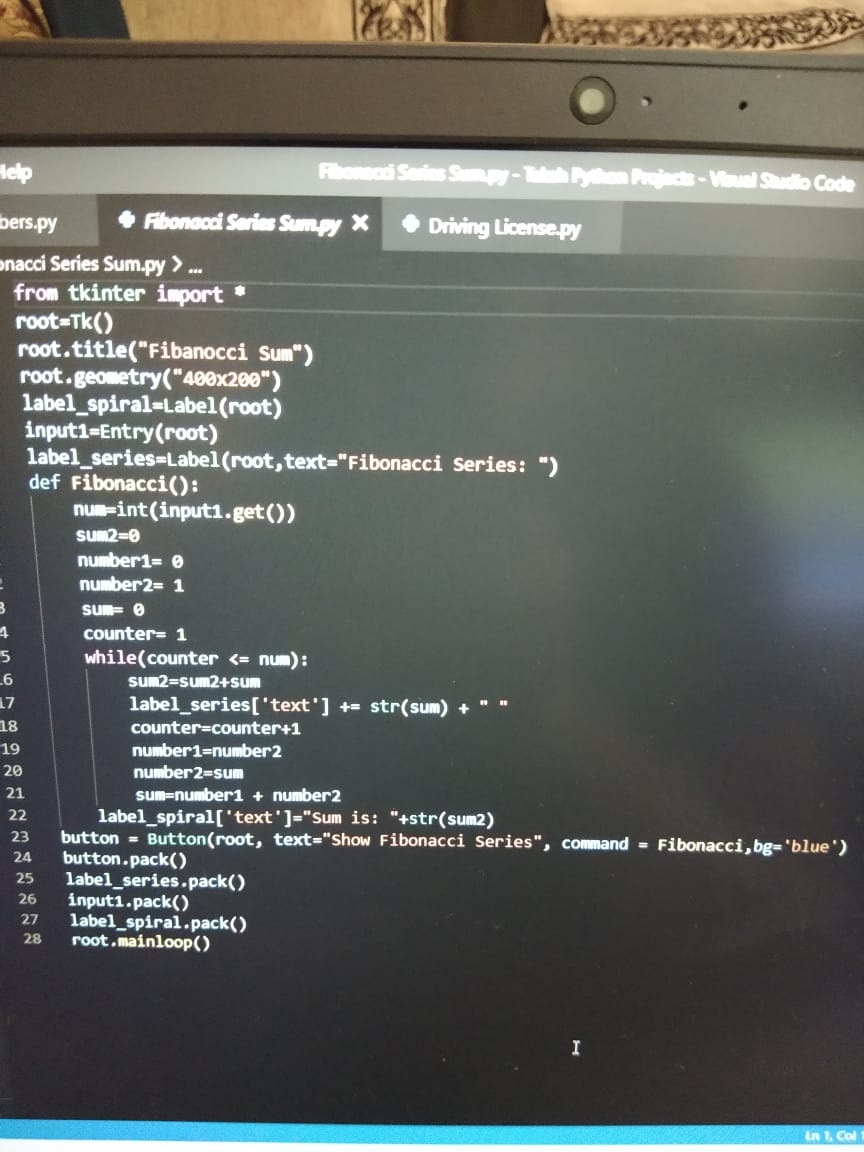 Help Fibonacci Series Sum.py - Python Projects - Visual Studio Code
bers.py Fibonacci Series Sum.py X Driving License.py
onacci Series Sum.py > ...
from tkinter import *
root=Tk()
root.title("Fibanocci Sum")
root.geometry("400x200")
label_spiral=Label(root)
input1=Entry(root)
label_series=Label(root,text="Fibonacci Series: ")
def Fibonacci():
num=int(input1.get())
sum2=0
number1= 0
2 number2= 1
3 sum= 0
4 counter= 1
5 while(counter <= num):
16 sum2=sum2+sum
17 label_series['text'] += str(sum) + " "
18 counter=counter+1
19 number1=number2
20 number2=sum
21 sum=number1 + number2
22 label_spiral['text']="Sum is: "+str(sum2)
23 button = Button(root, text="Show Fibonacci Series", command = Fibonacci,bg='blue')
24 button.pack()
25 label_series.pack()
26 input1.pack()
27 label_spiral.pack()
28 root.mainloop()
Ln 1, Col 1